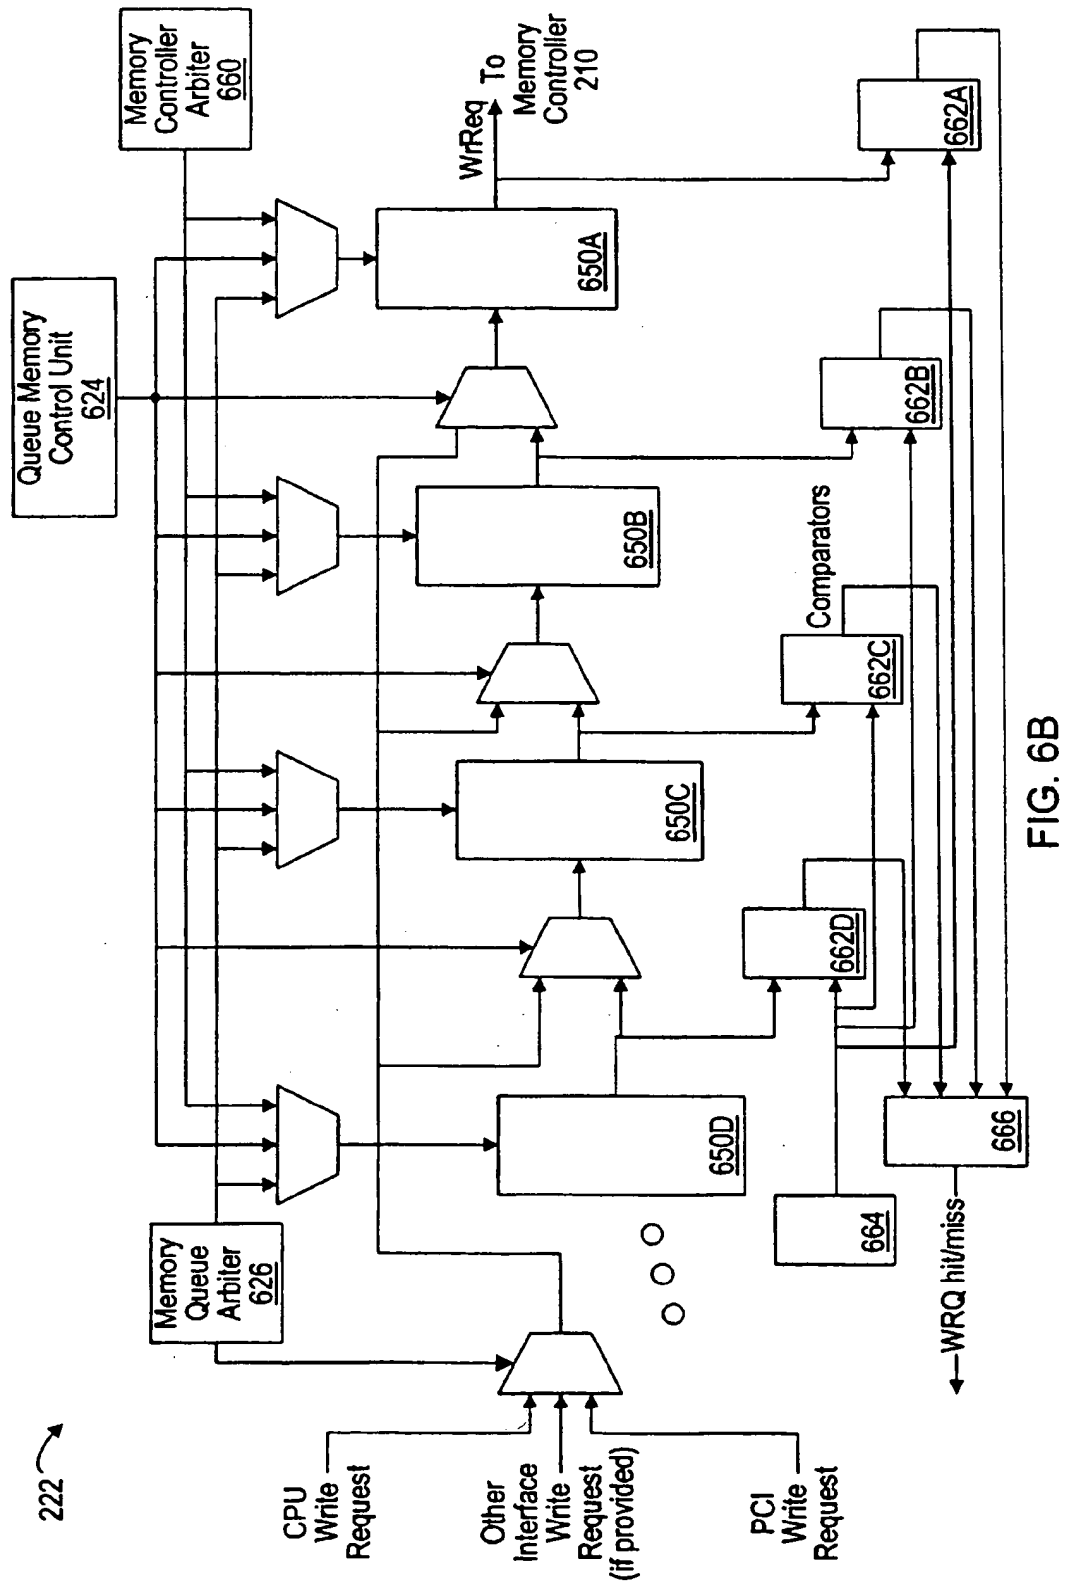 222
Queue Memory
Control Unit
624
Memory
Controller
Arbiter
660
Memory
Queue
Arbiter
626
CPU
Write
Request
Other
Interface
Write
Request
(if provided)
PCI
Write
Request
650D
650C
650B
650A
WrReq
To
Memory
Controller
210
Comparators
662D
662C
662B
662A
664
666
WRQ hit/miss
FIG. 6B